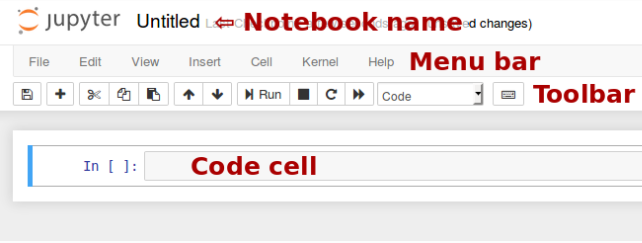 jupyter Untitled ⇐ Notebook name d changes)
File Edit View Insert Cell Kernel Help Menu bar
Run Code Toolbar
In [ ]: Code cell